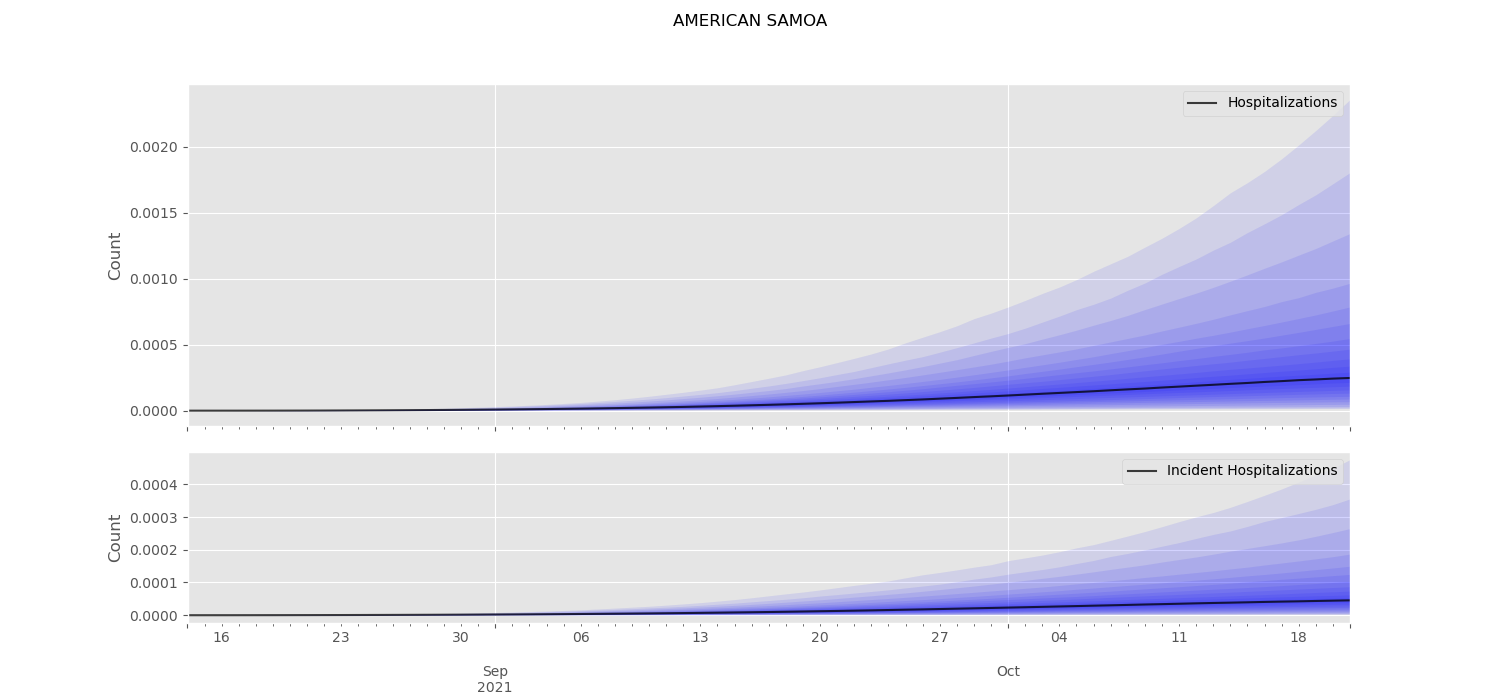 AMERICAN SAMOA
Hospitalizations
0.0020
0.0015
0.0010
0.0005
0.0000
Count
Incident Hospitalizations
0.0004
0.0003
0.0002
0.0001
0.0000
Count
16 23 30 06 13 20 27 04 11 18
Sep Oct
2021